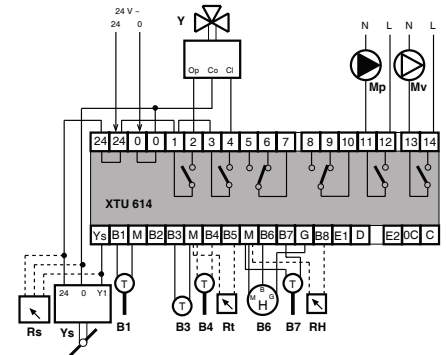 24 V ~
24 0
Y
N L N L
Op Co Cl
Mp Mv
24 24 0 0 1 2 3 4 5 6 7 8 9 10 11 12 13 14
XTU 614
Ys B1 M B2 B3 M B4 B5 M B6 B7 G B8 E1 D E2 0C C
24 0 Y1
T T T M B H G T
Rs Ys B1 B3 B4 Rt B6 B7 RH